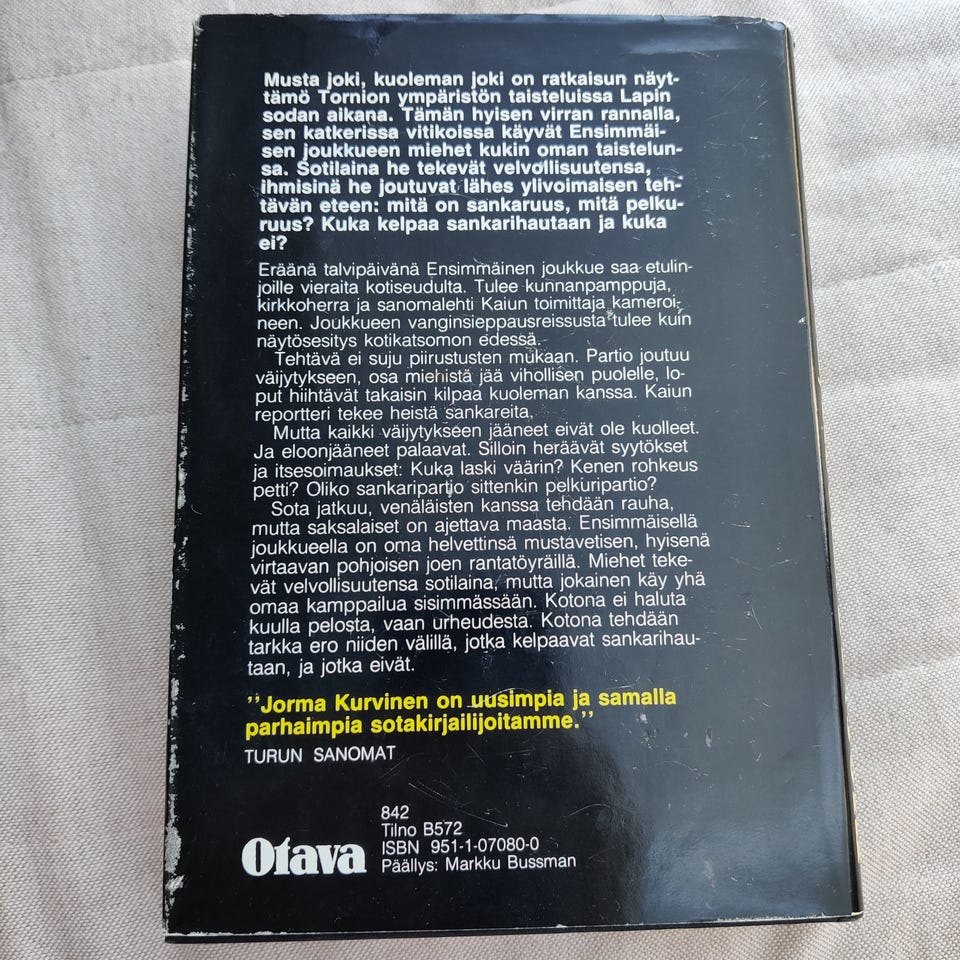 Musta joki, kuoleman joki on ratkaisun näyt-
tämö Tornion ympäristön taisteluissa Lapin
sodan aikana. Tämän hyisen virran rannalla,
sen katkerissa vitikoissa käyvät Ensimmäi-
sen joukkueen miehet kukin oman taistelun-
sa. Sotilaina he tekevät velvollisuutensa,
ihmisinä he joutuvat lähes ylivoimaisen teh-
tävän eteen: mitä on sankaruus, mitä pelku-
ruus? Kuka kelpaa sankarihautaan ja kuka
ei?
Eräänä talvipäivänä Ensimmäinen joukkue saa etulin-
joille vieraita kotiseudulta. Tulee kunnanpamppuja,
kirkkoherra ja sanomalehti Kaiun toimittaja kameroi-
neen. Joukkueen vanginsieppausreissusta tulee kuin
näytösesitys kotikatsomon edessä.
Tehtävä ei suju piirustusten mukaan. Partio joutuu
väijytykseen, osa miehistä jää vihollisen puolelle, lo-
put hiihtävät takaisin kilpaa kuoleman kanssa. Kaiun
reportteri tekee heistä sankareita.
Mutta kaikki väijytykseen jääneet eivät ole kuolleet.
Ja eloonjääneet palaavat. Silloin heräävät syytökset
ja itsesoimaukset: Kuka laski väärin? Kenen rohkeus
petti? Oliko sankaripartio sittenkin pelkuripartio?
Sota jatkuu, venäläisten kanssa tehdään rauha,
mutta saksalaiset on ajettava maasta. Ensimmäisellä
joukkueella on oma helvettinsä mustavetisen, hyisenä
virtaavan pohjoisen joen rantatöyräillä. Miehet teke-
vät velvollisuutensa sotilaina, mutta jokainen käy yhä
omaa kamppailua sisimmässään. Kotona ei haluta
kuulla pelosta, vaan urheudesta. Kotona tehdään
tarkka ero niiden välillä, jotka kelpaavat sankarihau-
taan, ja jotka eivät.
''Jorma Kurvinen on uusimpia ja samalla
parhaimpia sotakirjailijoitamme.''
TURUN SANOMAT
842
Tilno B572
Otava ISBN 951-1-07080-0
Päällys: Markku Bussman